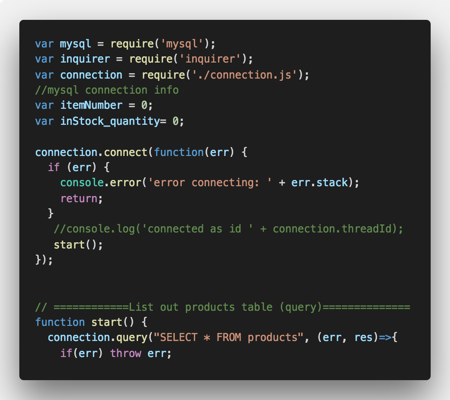 var mysql = require('mysql');
var inquirer = require('inquirer');
var connection = require('./connection.js');
//mysql connection info
var itemNumber = 0;
var inStock_quantity= 0;
connection.connect(function(err) {
if (err) {
console.error('error connecting: ' + err.stack);
return;
}
//console.log('connected as id ' + connection.threadId);
start();
});
// ============List out products table (query)==============
function start() {
connection.query("SELECT * FROM products", (err, res)=>{
if(err) throw err;